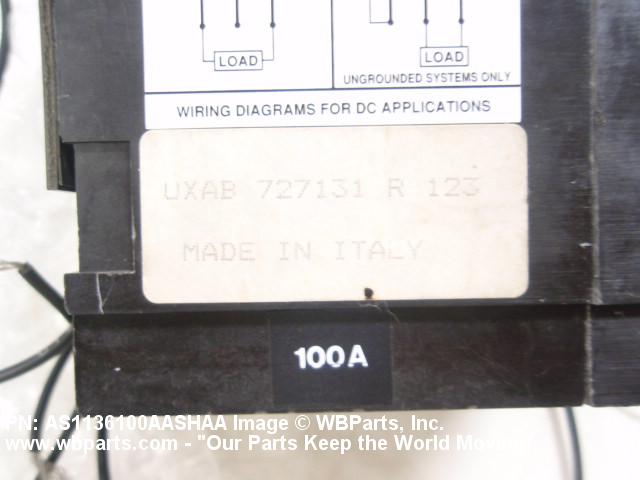 LOAD
LOAD
UNGROUNDED SYSTEMS ONLY
WIRING DIAGRAMS FOR DC APPLICATIONS
UXAB 727131 R 123
MADE IN ITALY
100A
PN: AS1136100AASHAA Image © WBParts, Inc.
www.wbparts.com - "Our Parts Keep the World